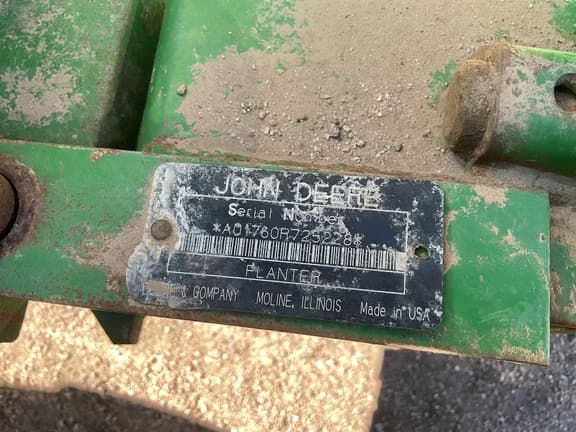 JOHN DEERE
Serial Number
*A01760R725228*
PLANTER
COMPANY MOLINE, ILLINOIS Made in USA